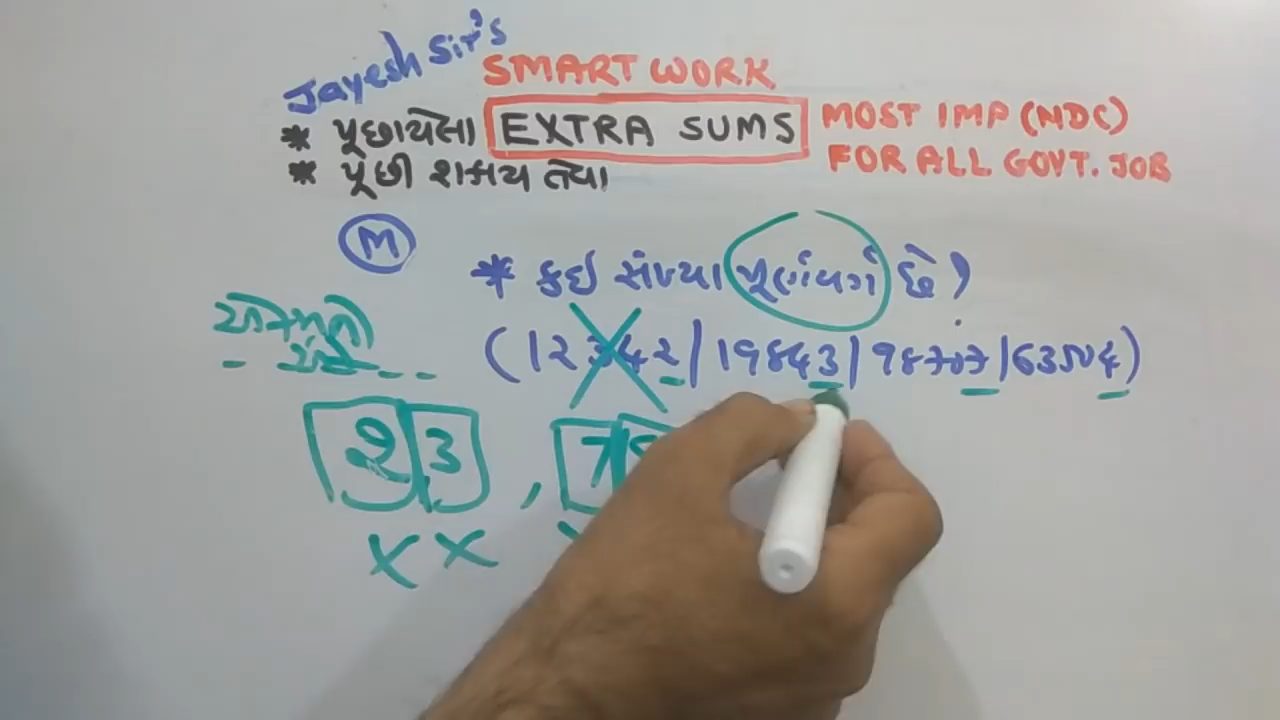 Jayesh Sir's
SMART WORK
* પૂછાયેલા EXTRA SUMS
* પૂછી શકાય તેવા
MOST IMP (NDC)
FOR ALL GOVT. JOB
M
* કઇ સંખ્યા પૂર્ણવર્ગ છે?
(12342|19843|98707|63504)
2 3 , 7